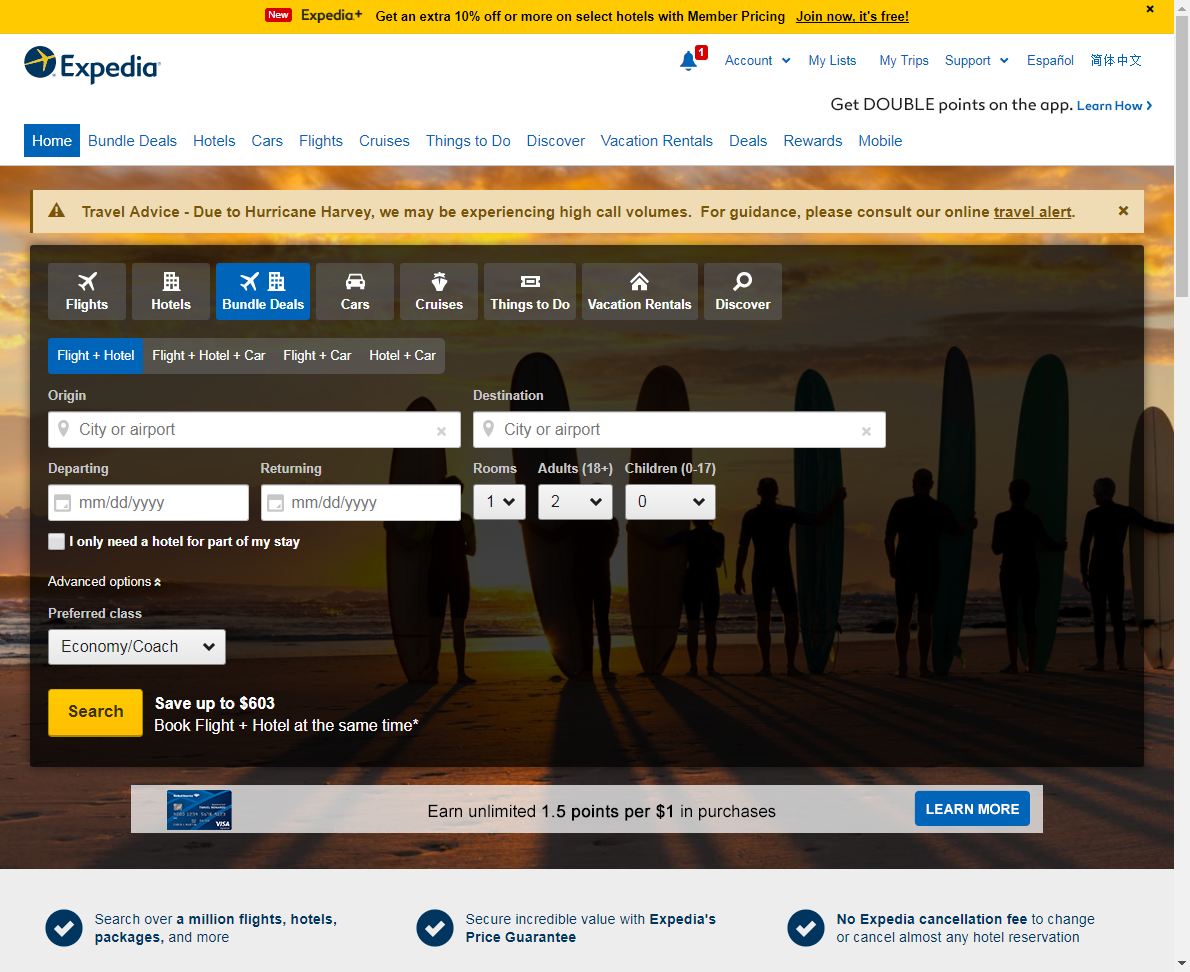 New Expedia+ Get an extra 10% off or more on select hotels with Member Pricing Join now, it's free!
Expedia
1 Account My Lists My Trips Support Español 简体中文
Get DOUBLE points on the app. Learn How
Home Bundle Deals Hotels Cars Flights Cruises Things to Do Discover Vacation Rentals Deals Rewards Mobile
Travel Advice - Due to Hurricane Harvey, we may be experiencing high call volumes. For guidance, please consult our online travel alert.
Flights Hotels Bundle Deals Cars Cruises Things to Do Vacation Rentals Discover
Flight + Hotel Flight + Hotel + Car Flight + Car Hotel + Car
Origin Destination
City or airport City or airport
Departing Returning Rooms Adults (18+) Children (0-17)
mm/dd/yyyy mm/dd/yyyy 1 2 0
I only need a hotel for part of my stay
Advanced options
Preferred class
Economy/Coach
Search
Save up to $603
Book Flight + Hotel at the same time*
Earn unlimited 1.5 points per $1 in purchases LEARN MORE
VISA
Search over a million flights, hotels,
packages, and more
Secure incredible value with Expedia's
Price Guarantee
No Expedia cancellation fee to change
or cancel almost any hotel reservation